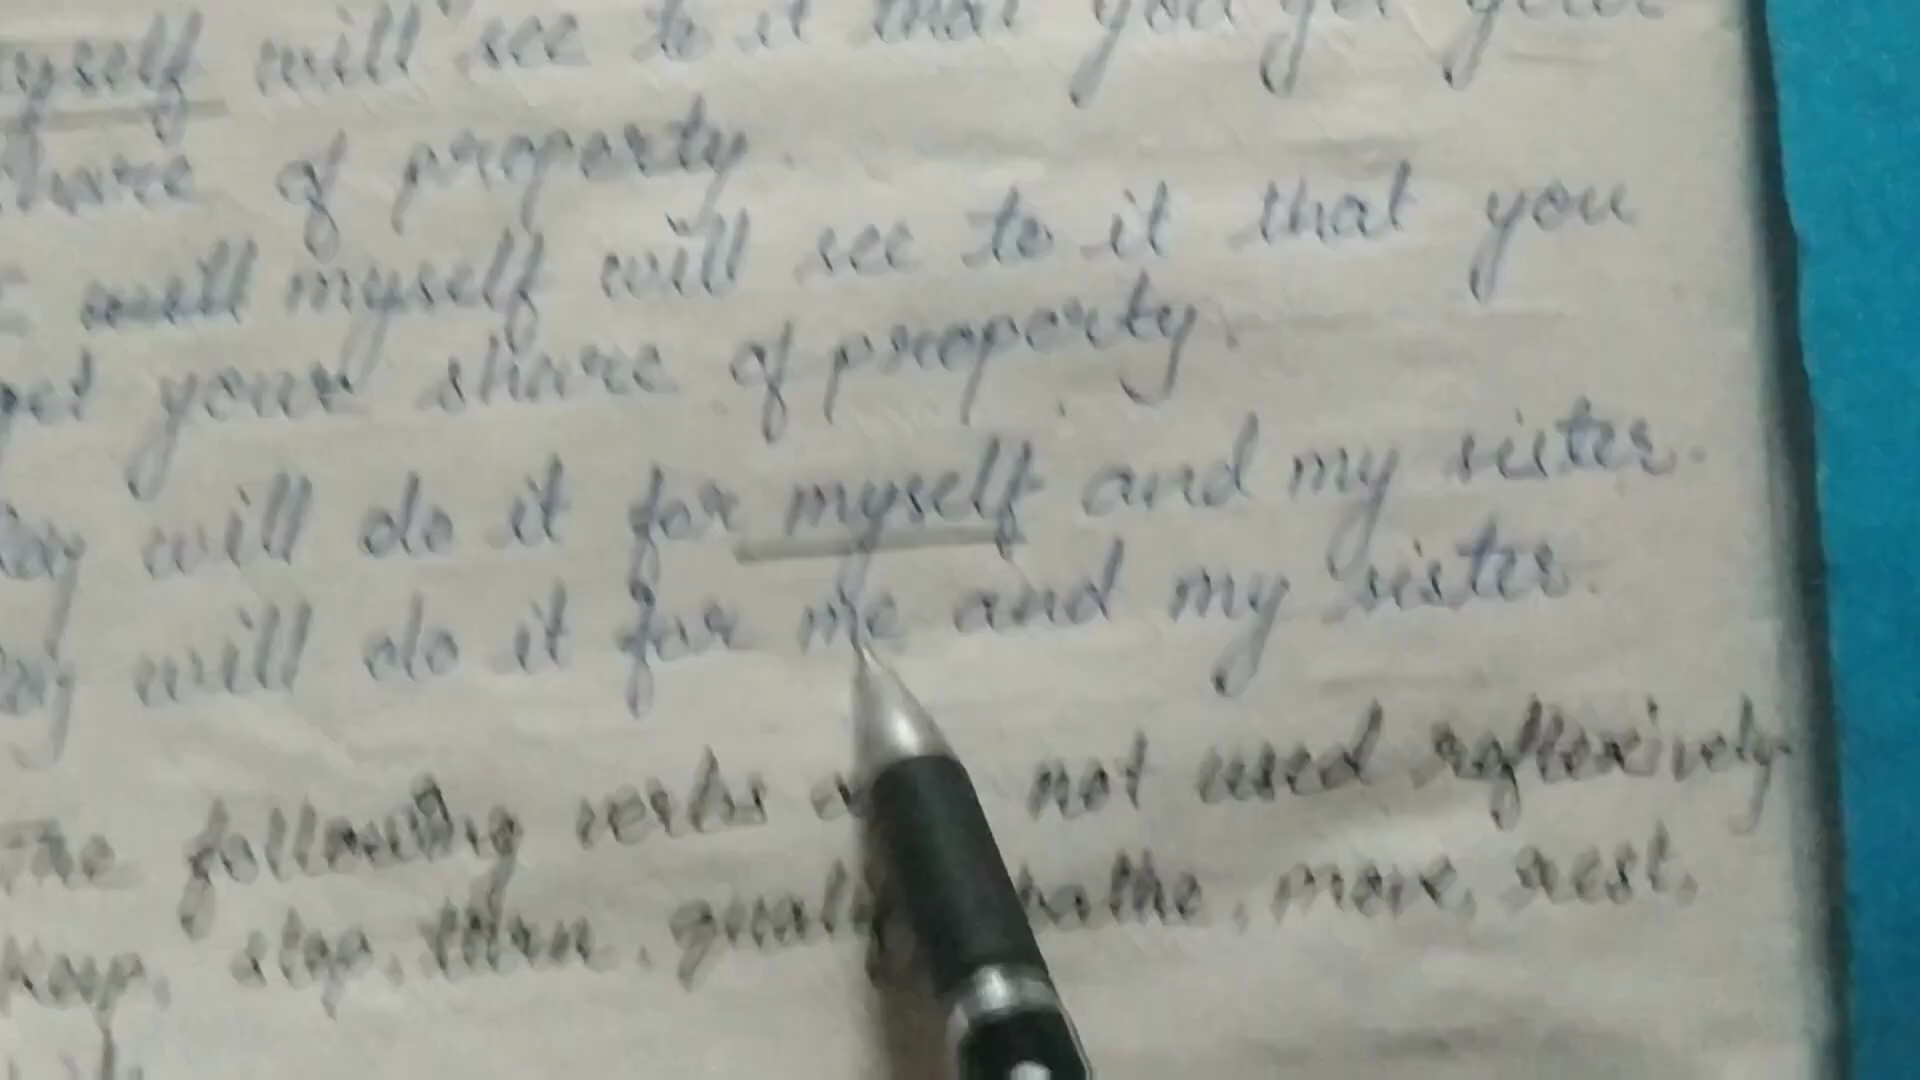 myself will see to it that you get your
share of property.
I will myself will see to it that you
get your share of property.
will do it for myself and my sister.
will do it for me and my sister.
The following verbs not used reflexively
Keep, stop, turn, bathe, move, rest,